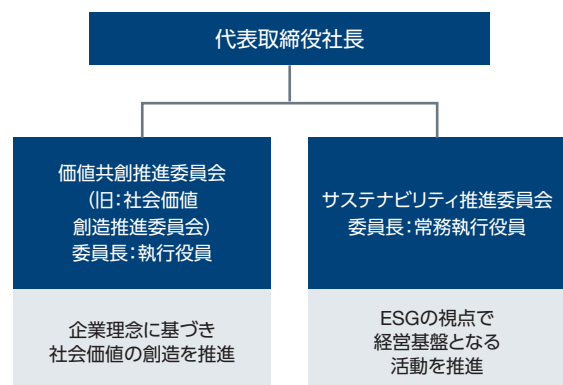 代表取締役社長
価値共創推進委員会
(旧：社会価値
創造推進委員会)
委員長：執行役員
企業理念に基づき
社会価値の創造を推進
サステナビリティ推進委員会
委員長：常務執行役員
ESGの視点で
経営基盤となる
活動を推進